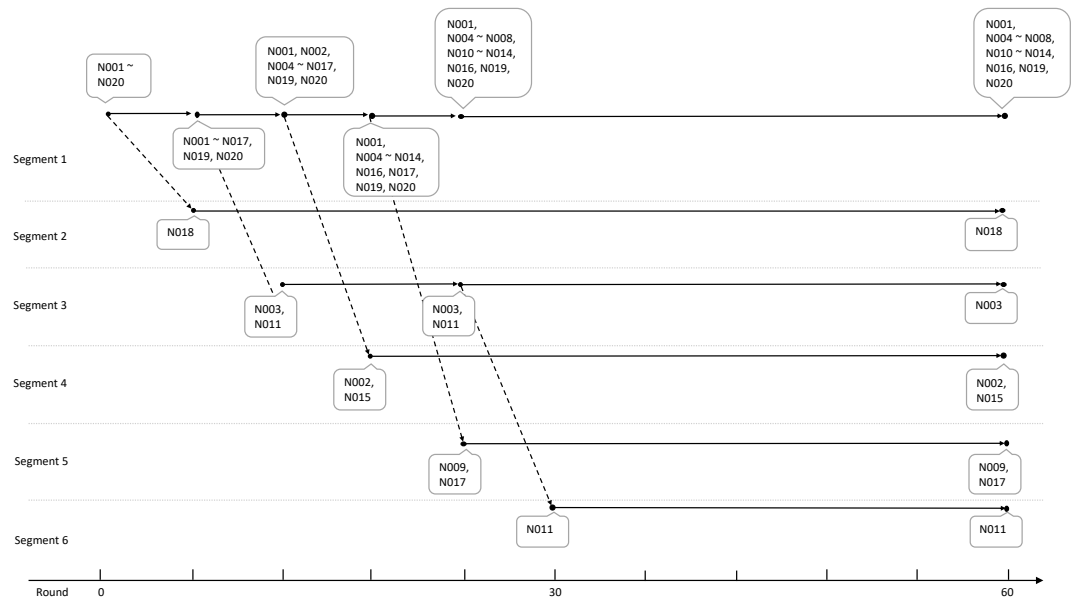 N001 ~
N020
N001, N002,
N004 ~ N017,
N019, N020
N001,
N004 ~ N008,
N010 ~ N014,
N016, N019,
N020
N001,
N004 ~ N008,
N010 ~ N014,
N016, N019,
N020
Segment 1
N001 ~ N017,
N019, N020
N001,
N004 ~ N014,
N016, N017,
N019, N020
Segment 2
N018
N018
Segment 3
N003,
N011
N003,
N011
N003
Segment 4
N002,
N015
N002,
N015
Segment 5
N009,
N017
N009,
N017
Segment 6
N011
N011
Round
0
30
60